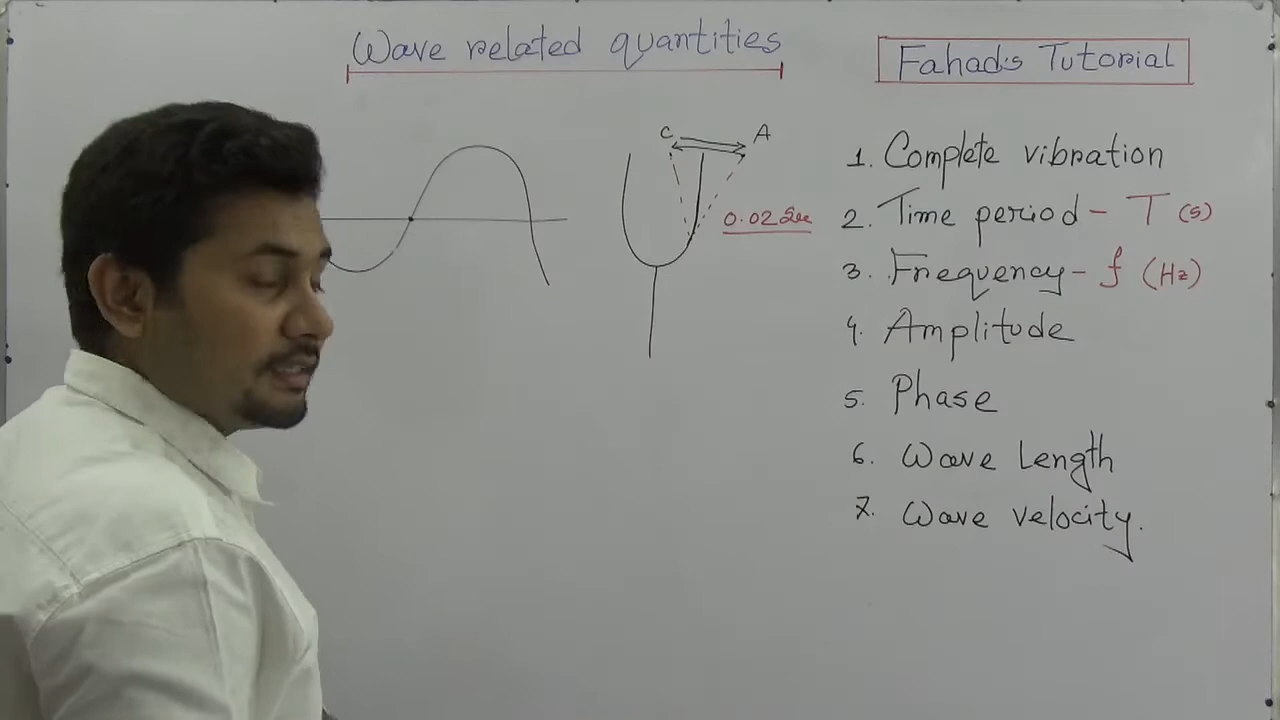 Wave related quantities
Fahad's Tutorial
C A
0.02 Sec
1. Complete vibration
2. Time period - T (s)
3. Frequency - f (Hz)
4. Amplitude
5. Phase
6. Wave Length
7. Wave velocity.